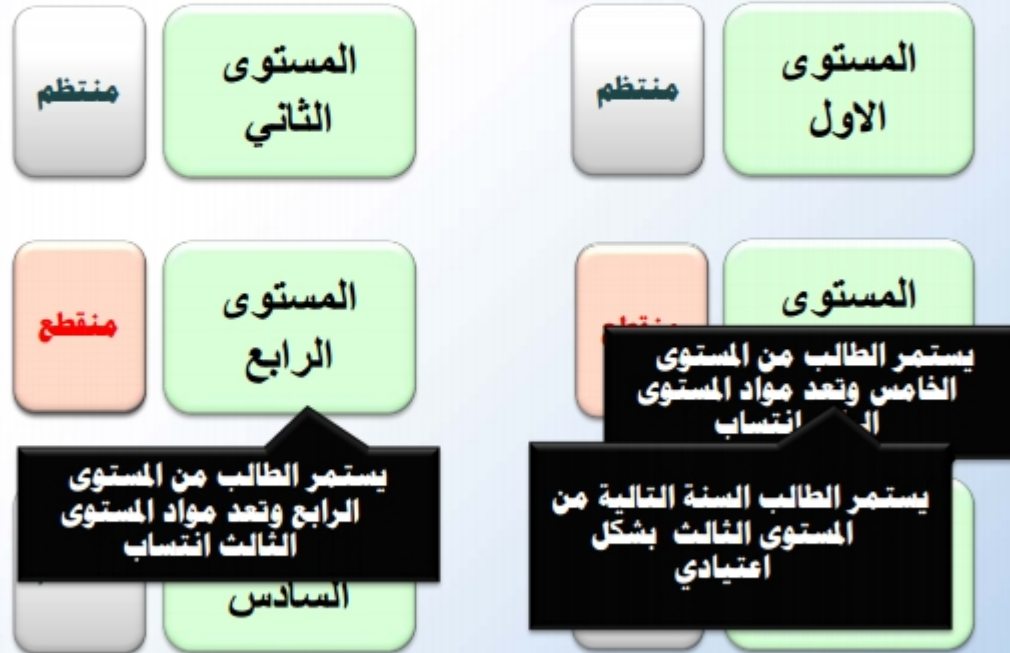 المستوى
الاول
منتظم
المستوى
الثاني
منتظم
المستوى
يستمر الطالب من المستوى
الخامس وتعد مواد المستوى
انتساب
المستوى
الرابع
منقطع
يستمر الطالب السنة التالية من
المستوى الثالث بشكل
اعتيادي
يستمر الطالب من المستوى
الرابع وتعد مواد المستوى
الثالث انتساب
السادس